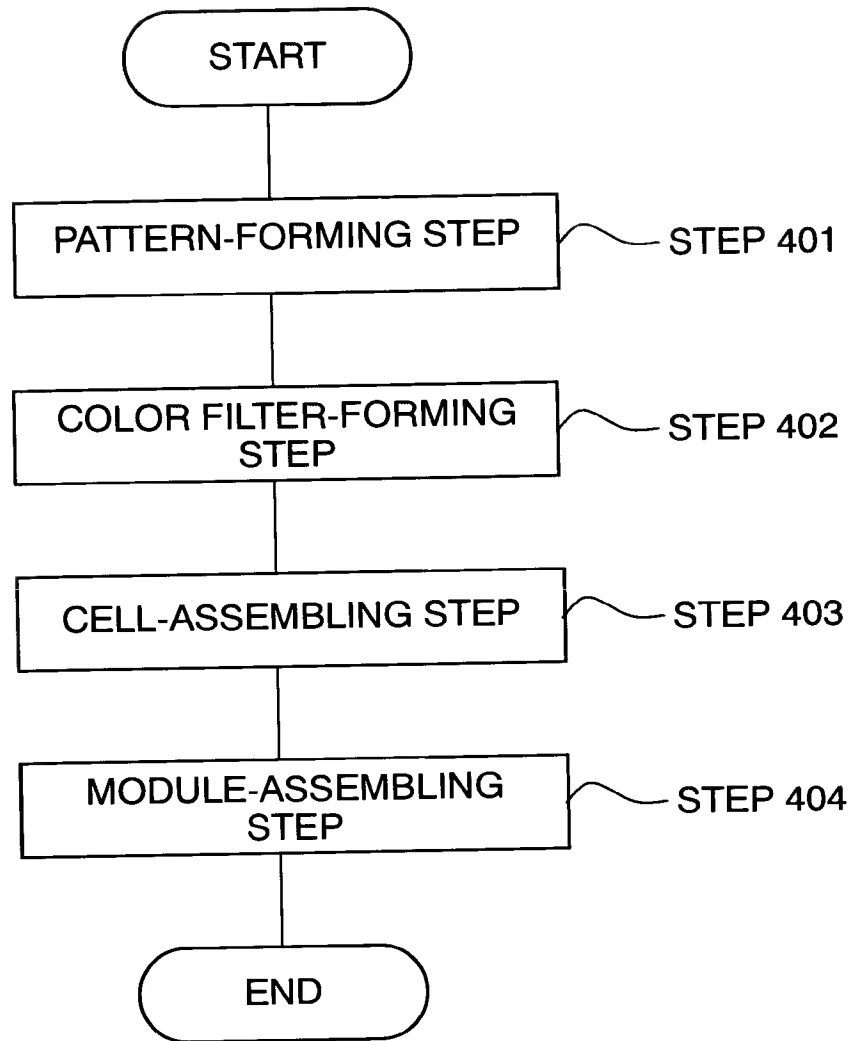 START
PATTERN-FORMING STEP
STEP 401
COLOR FILTER-FORMING
STEP
STEP 402
CELL-ASSEMBLING STEP
STEP 403
MODULE-ASSEMBLING
STEP
STEP 404
END